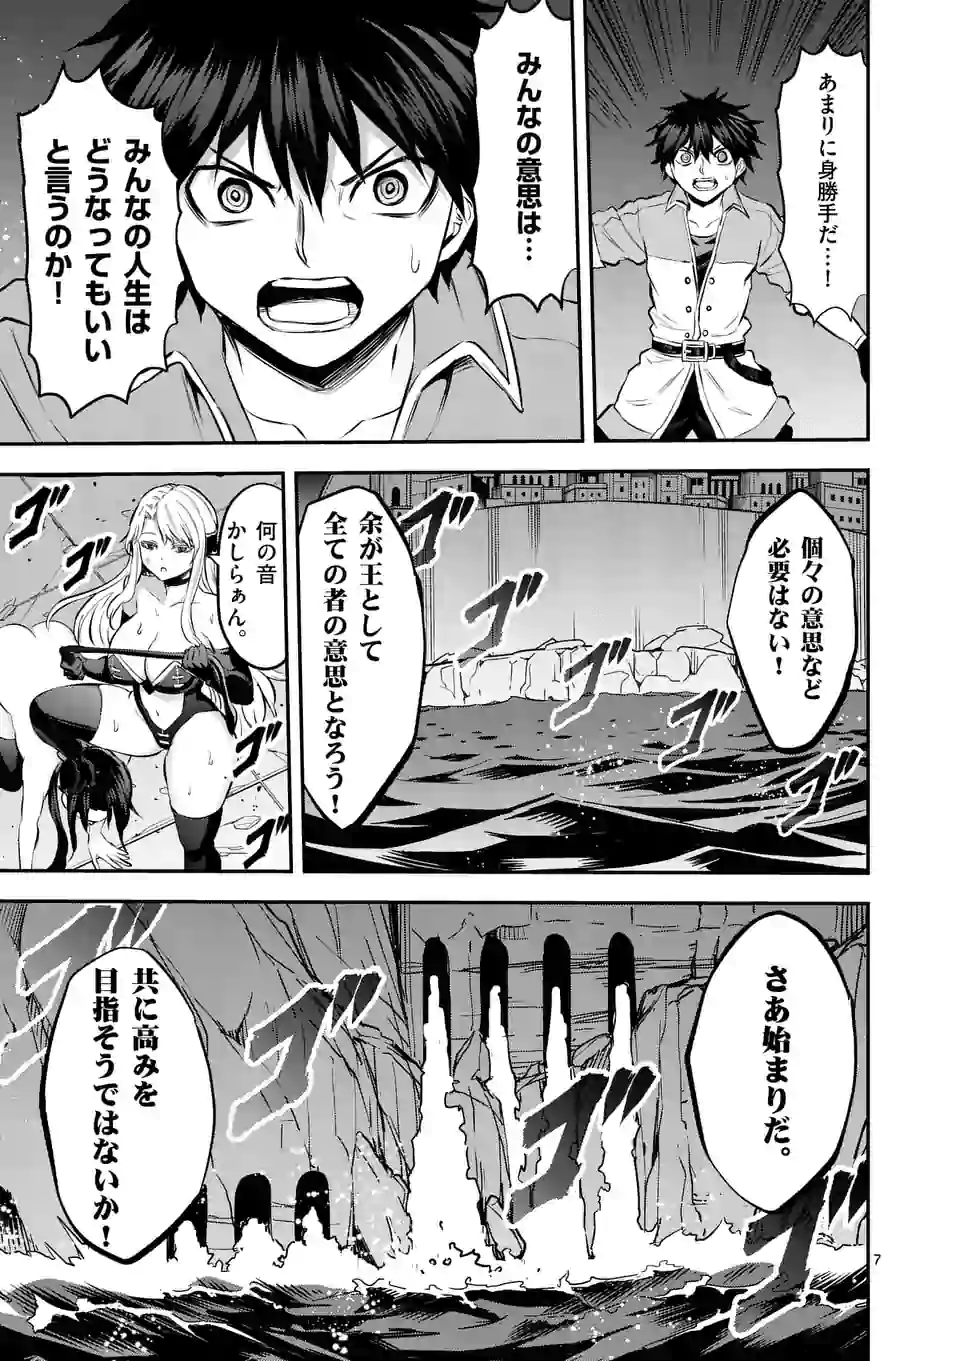 あまりに身勝手だ…!
みんなの意思は…
みんなの人生は
どうなってもいい
と言うのか!
個々の意思など
必要はない!
余が王として
全ての者の意思となろう!
ゴゴゴ
何の音
かしらぁん。
ゴゴ
ゴゴ
さあ始まりだ。
ゴゴゴゴ
共に高みを
目指そうではないか!
7